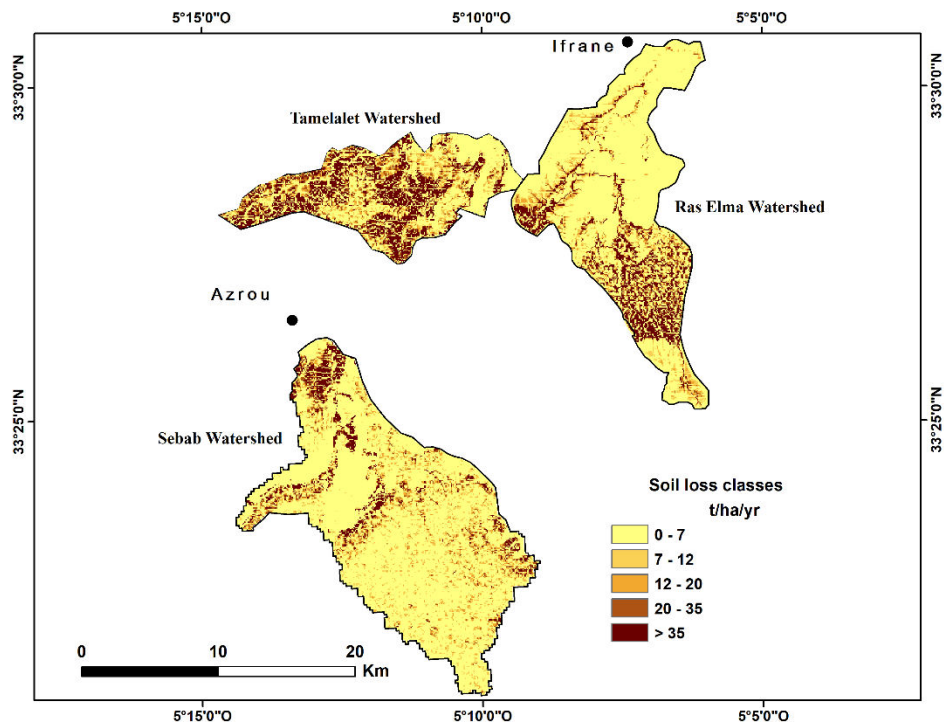 5°15'0"O 5°10'0"O 5°5'0"O
Ifrane
33°30'0"N 33°30'0"N
Tamelalet Watershed
Ras Elma Watershed
Azrou
33°25'0"N 33°25'0"N
Sebab Watershed
Soil loss classes
t/ha/yr
0 - 7
7 - 12
12 - 20
20 - 35
> 35
0 10 20
Km
5°15'0"O 5°10'0"O 5°5'0"O